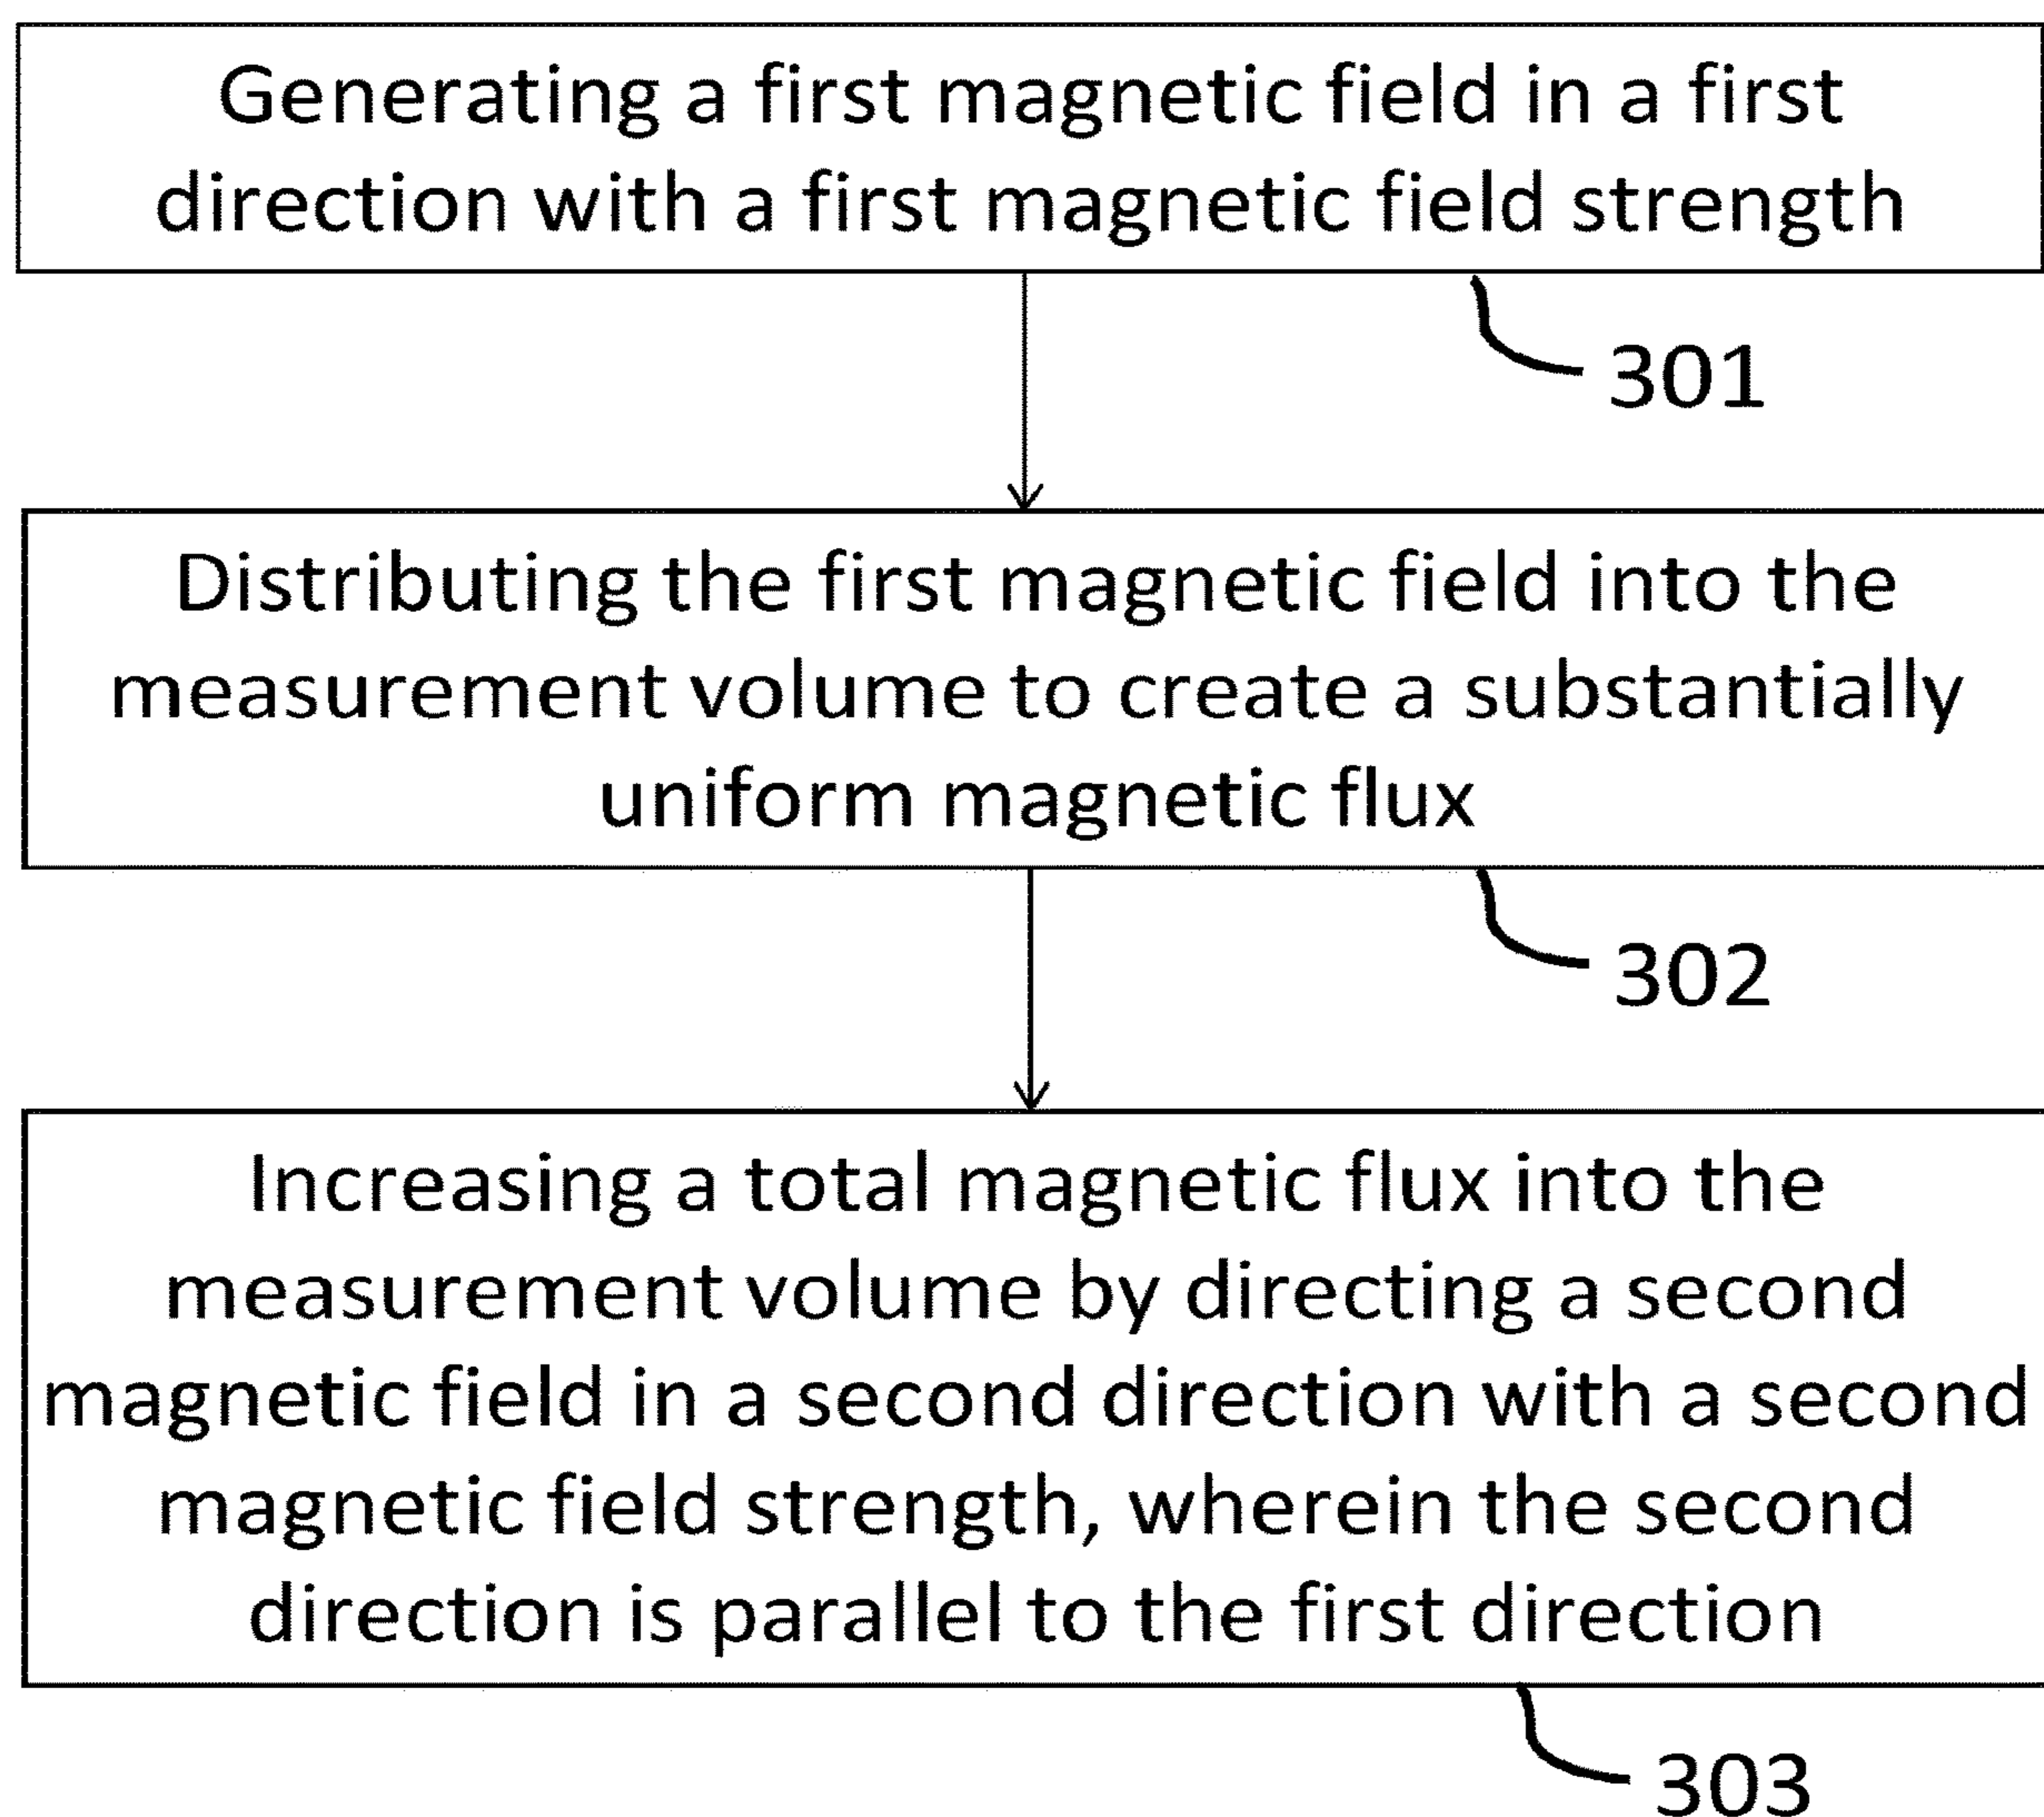 Generating a first magnetic field in a first
direction with a first magnetic field strength
301
Distributing the first magnetic field into the
measurement volume to create a substantially
uniform magnetic flux
302
Increasing a total magnetic flux into the
measurement volume by directing a second
magnetic field in a second direction with a second
magnetic field strength, wherein the second
direction is parallel to the first direction
303